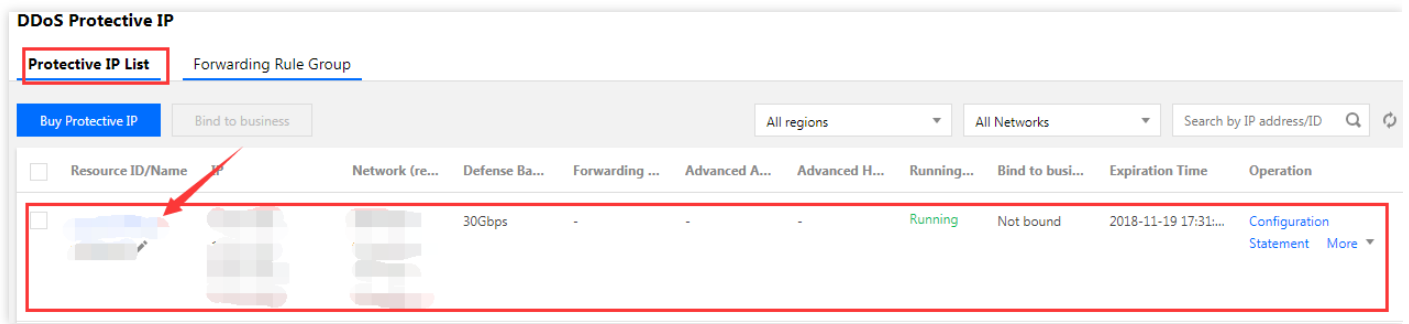 DDoS Protective IP
Protective IP List Forwarding Rule Group
Buy Protective IP Bind to business All regions All Networks Search by IP address/ID
Resource ID/Name IP Network (re... Defense Ba... Forwarding ... Advanced A... Advanced H... Running... Bind to busi... Expiration Time Operation
30Gbps - - - Running Not bound 2018-11-19 17:31:... Configuration
Statement More